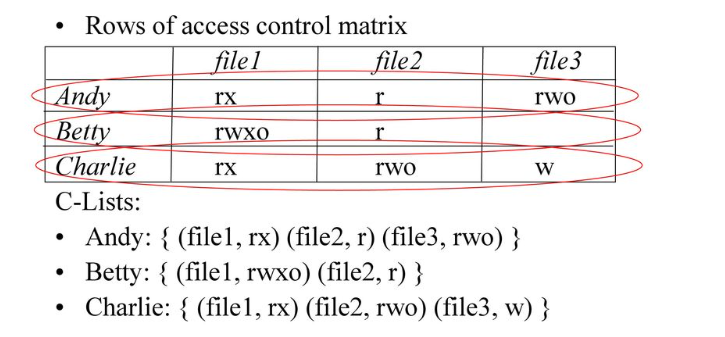 • Rows of access control matrix
file1 file2 file3
Andy rx r rwo
Betty rwxo r
Charlie rx rwo w
C-Lists:
• Andy: { (file1, rx) (file2, r) (file3, rwo) }
• Betty: { (file1, rwxo) (file2, r) }
• Charlie: { (file1, rx) (file2, rwo) (file3, w) }